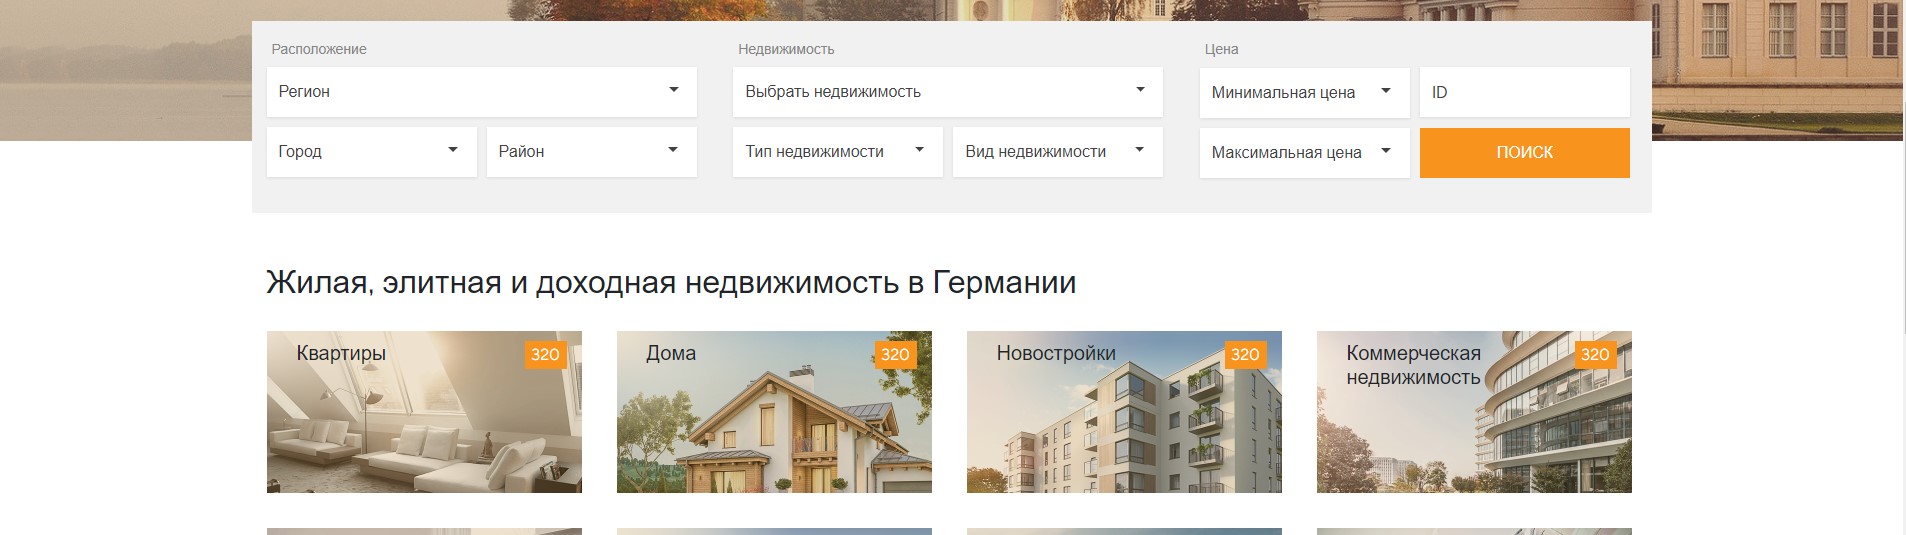 Расположение
Недвижимость
Цена
Регион
Выбрать недвижимость
Минимальная цена
ID
Город
Район
Тип недвижимости
Вид недвижимости
Максимальная цена
ПОИСК
Жилая, элитная и доходная недвижимость в Германии
Квартиры
320
Дома
320
Новостройки
320
Коммерческая
недвижимость
320